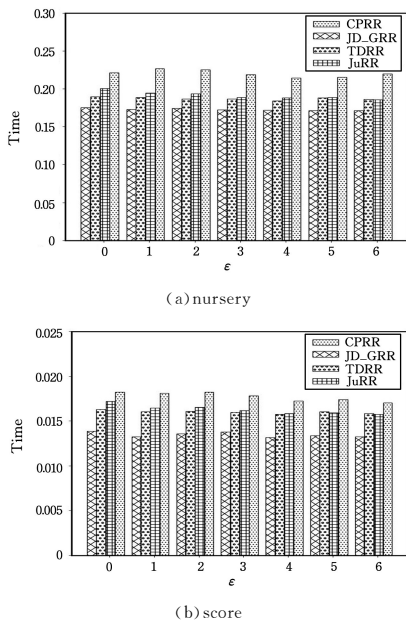 0.30
0.25
0.20
0.15
0.10
0.05
0
Time
CPRR
JD_GRR
TDRR
JuRR
0 1 2 3 4 5 6
ε
(a)nursery
0.025
0.020
0.015
0.010
0.005
0
Time
CPRR
JD_GRR
TDRR
JuRR
0 1 2 3 4 5 6
ε
(b)score